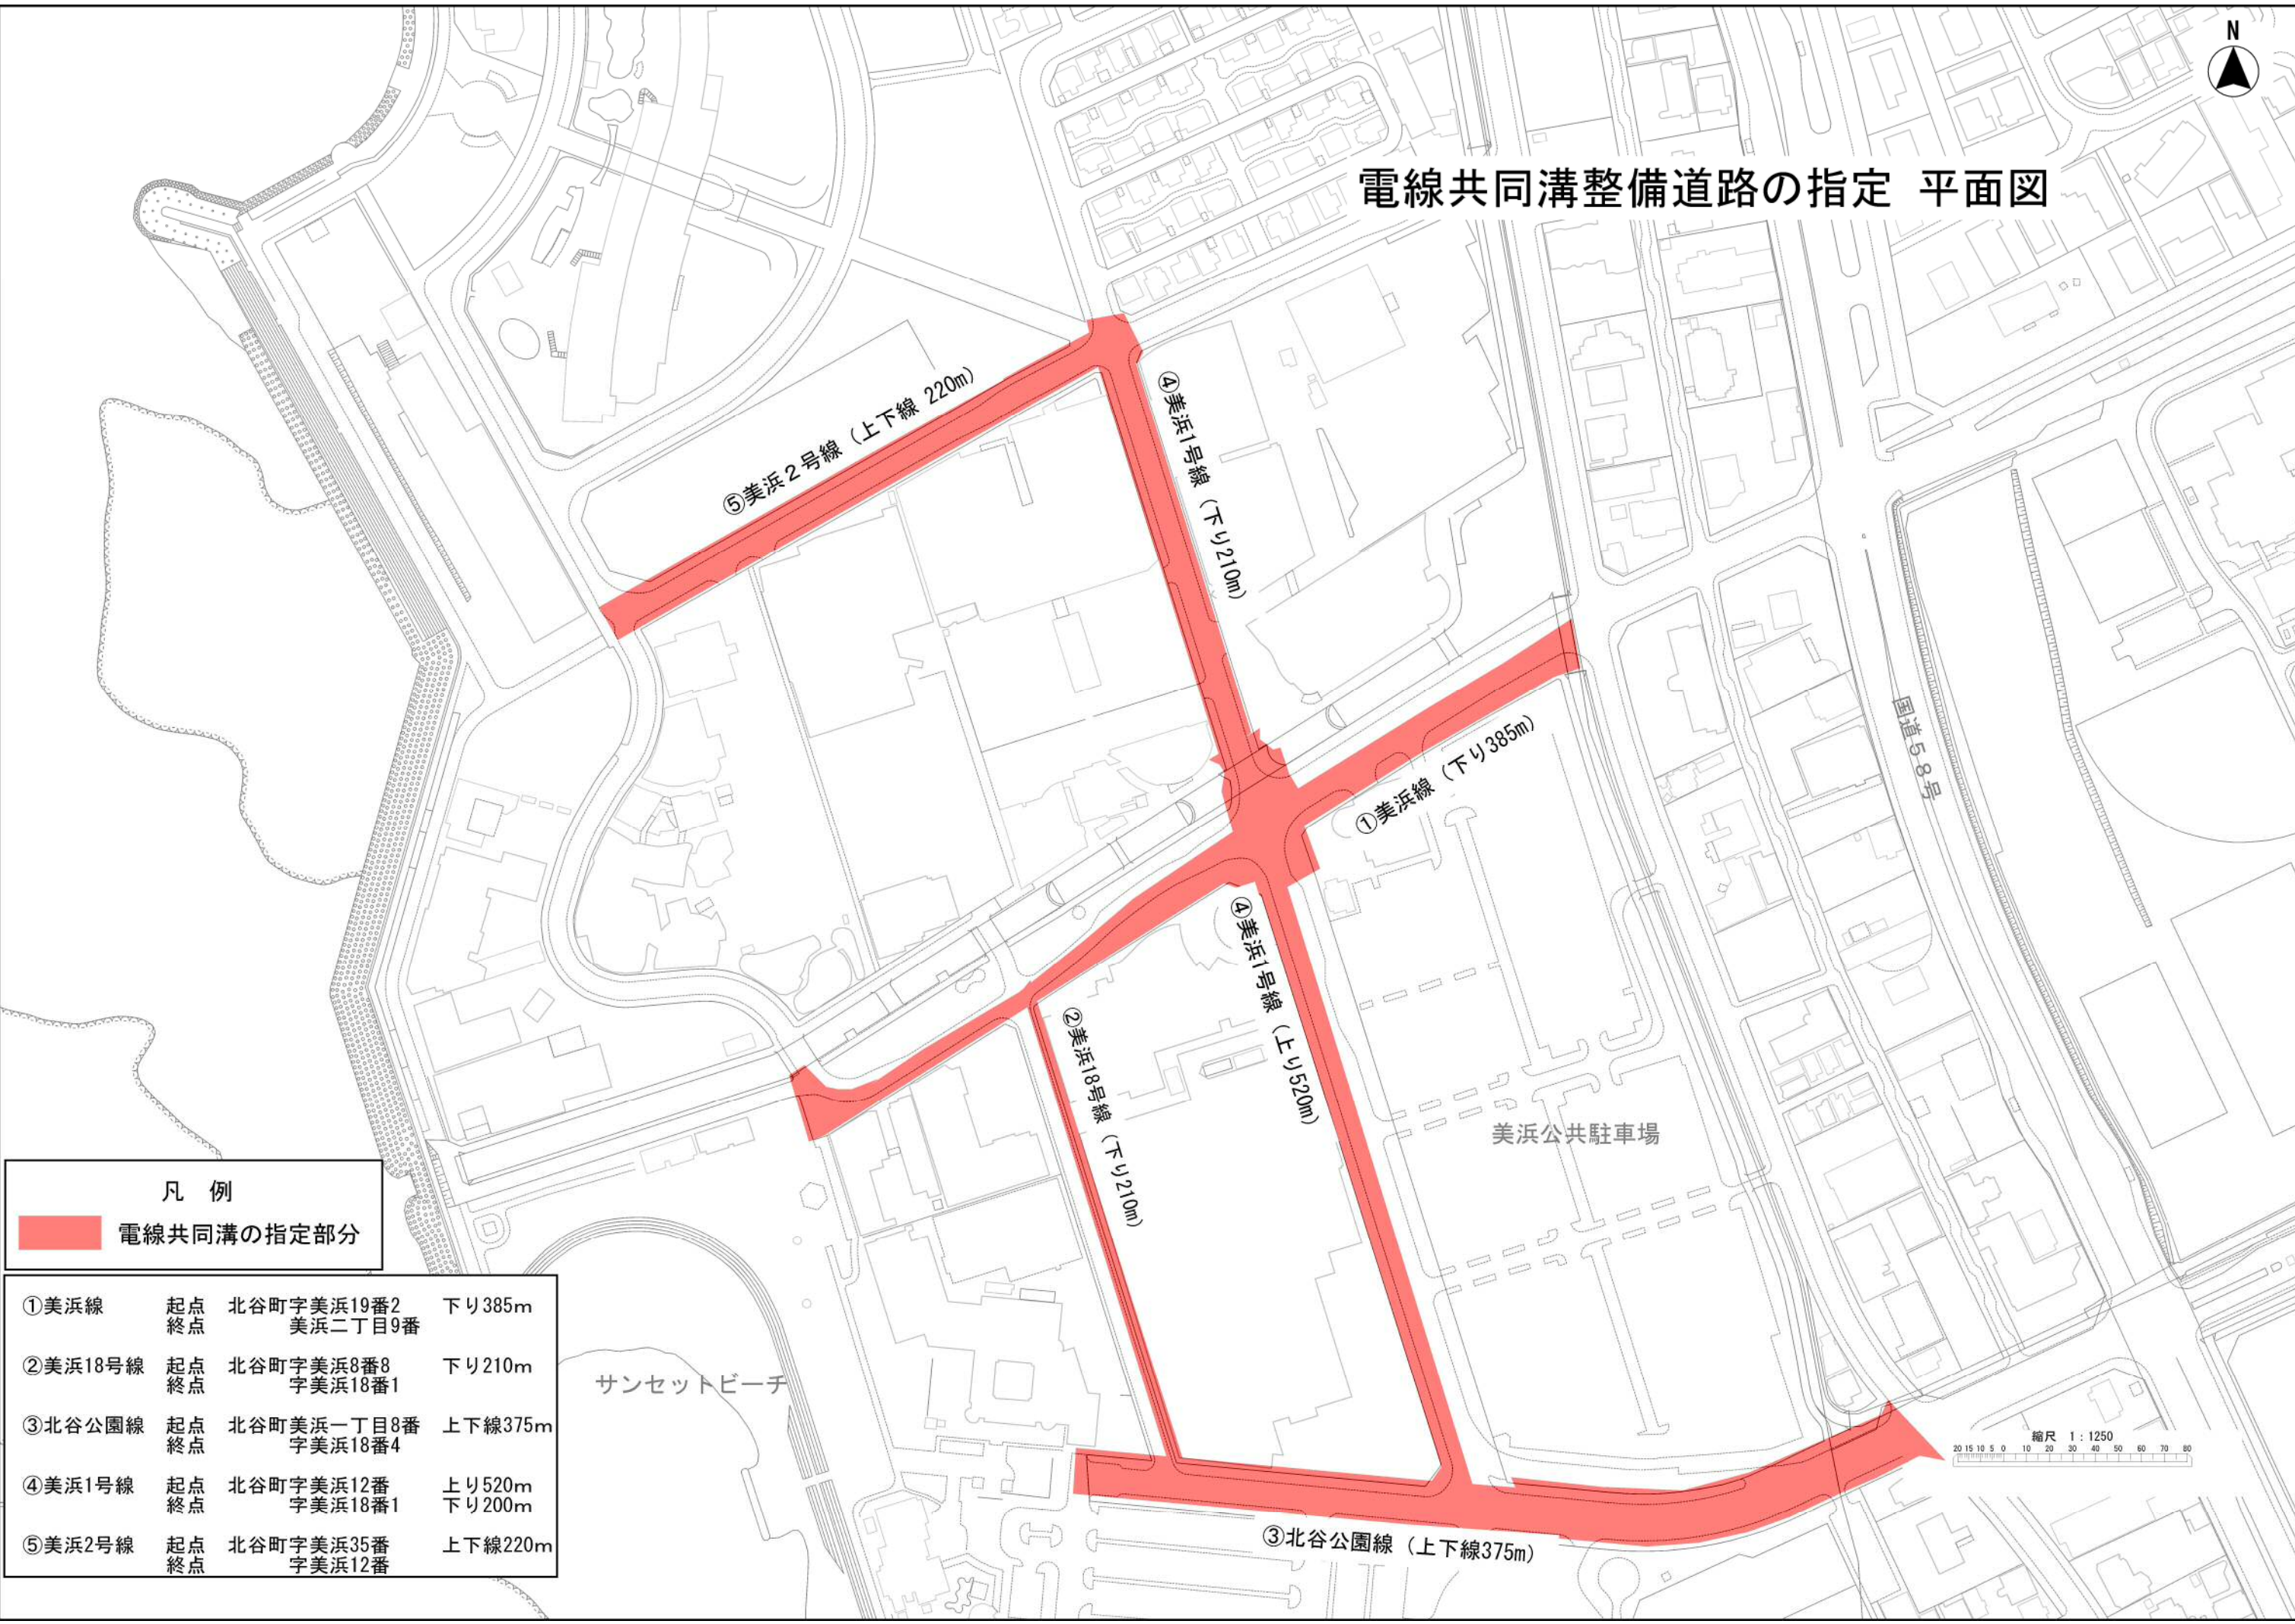 N
電線共同溝整備道路の指定 平面図
⑤美浜２号線（上下線 220m）
④美浜1号線（下り210m）
①美浜線（下り385m）
国道58号
④美浜1号線（上り520m）
②美浜18号線（下り210m）
美浜公共駐車場
サンセットビーチ
③北谷公園線（上下線375m）
縮尺 1：1250
20 15 10 5 0 10 20 30 40 50 60 70 80
凡 例
電線共同溝の指定部分
①美浜線 起点 北谷町字美浜19番2 下り385m
終点 美浜二丁目9番
②美浜18号線 起点 北谷町字美浜8番8 下り210m
終点 字美浜18番1
③北谷公園線 起点 北谷町美浜一丁目8番 上下線375m
終点 字美浜18番4
④美浜1号線 起点 北谷町字美浜12番 上り520m
終点 字美浜18番1 下り200m
⑤美浜2号線 起点 北谷町字美浜35番 上下線220m
終点 字美浜12番